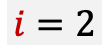 i = 2